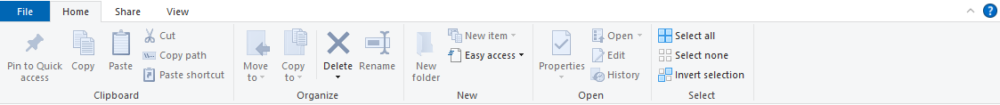 File Home Share View
Pin to Quick access
Copy
Paste
Cut
Copy path
Paste shortcut
Clipboard
Move to
Copy to
Delete
Rename
Organize
New folder
New item
Easy access
New
Properties
Open
Edit
History
Open
Select all
Select none
Invert selection
Select